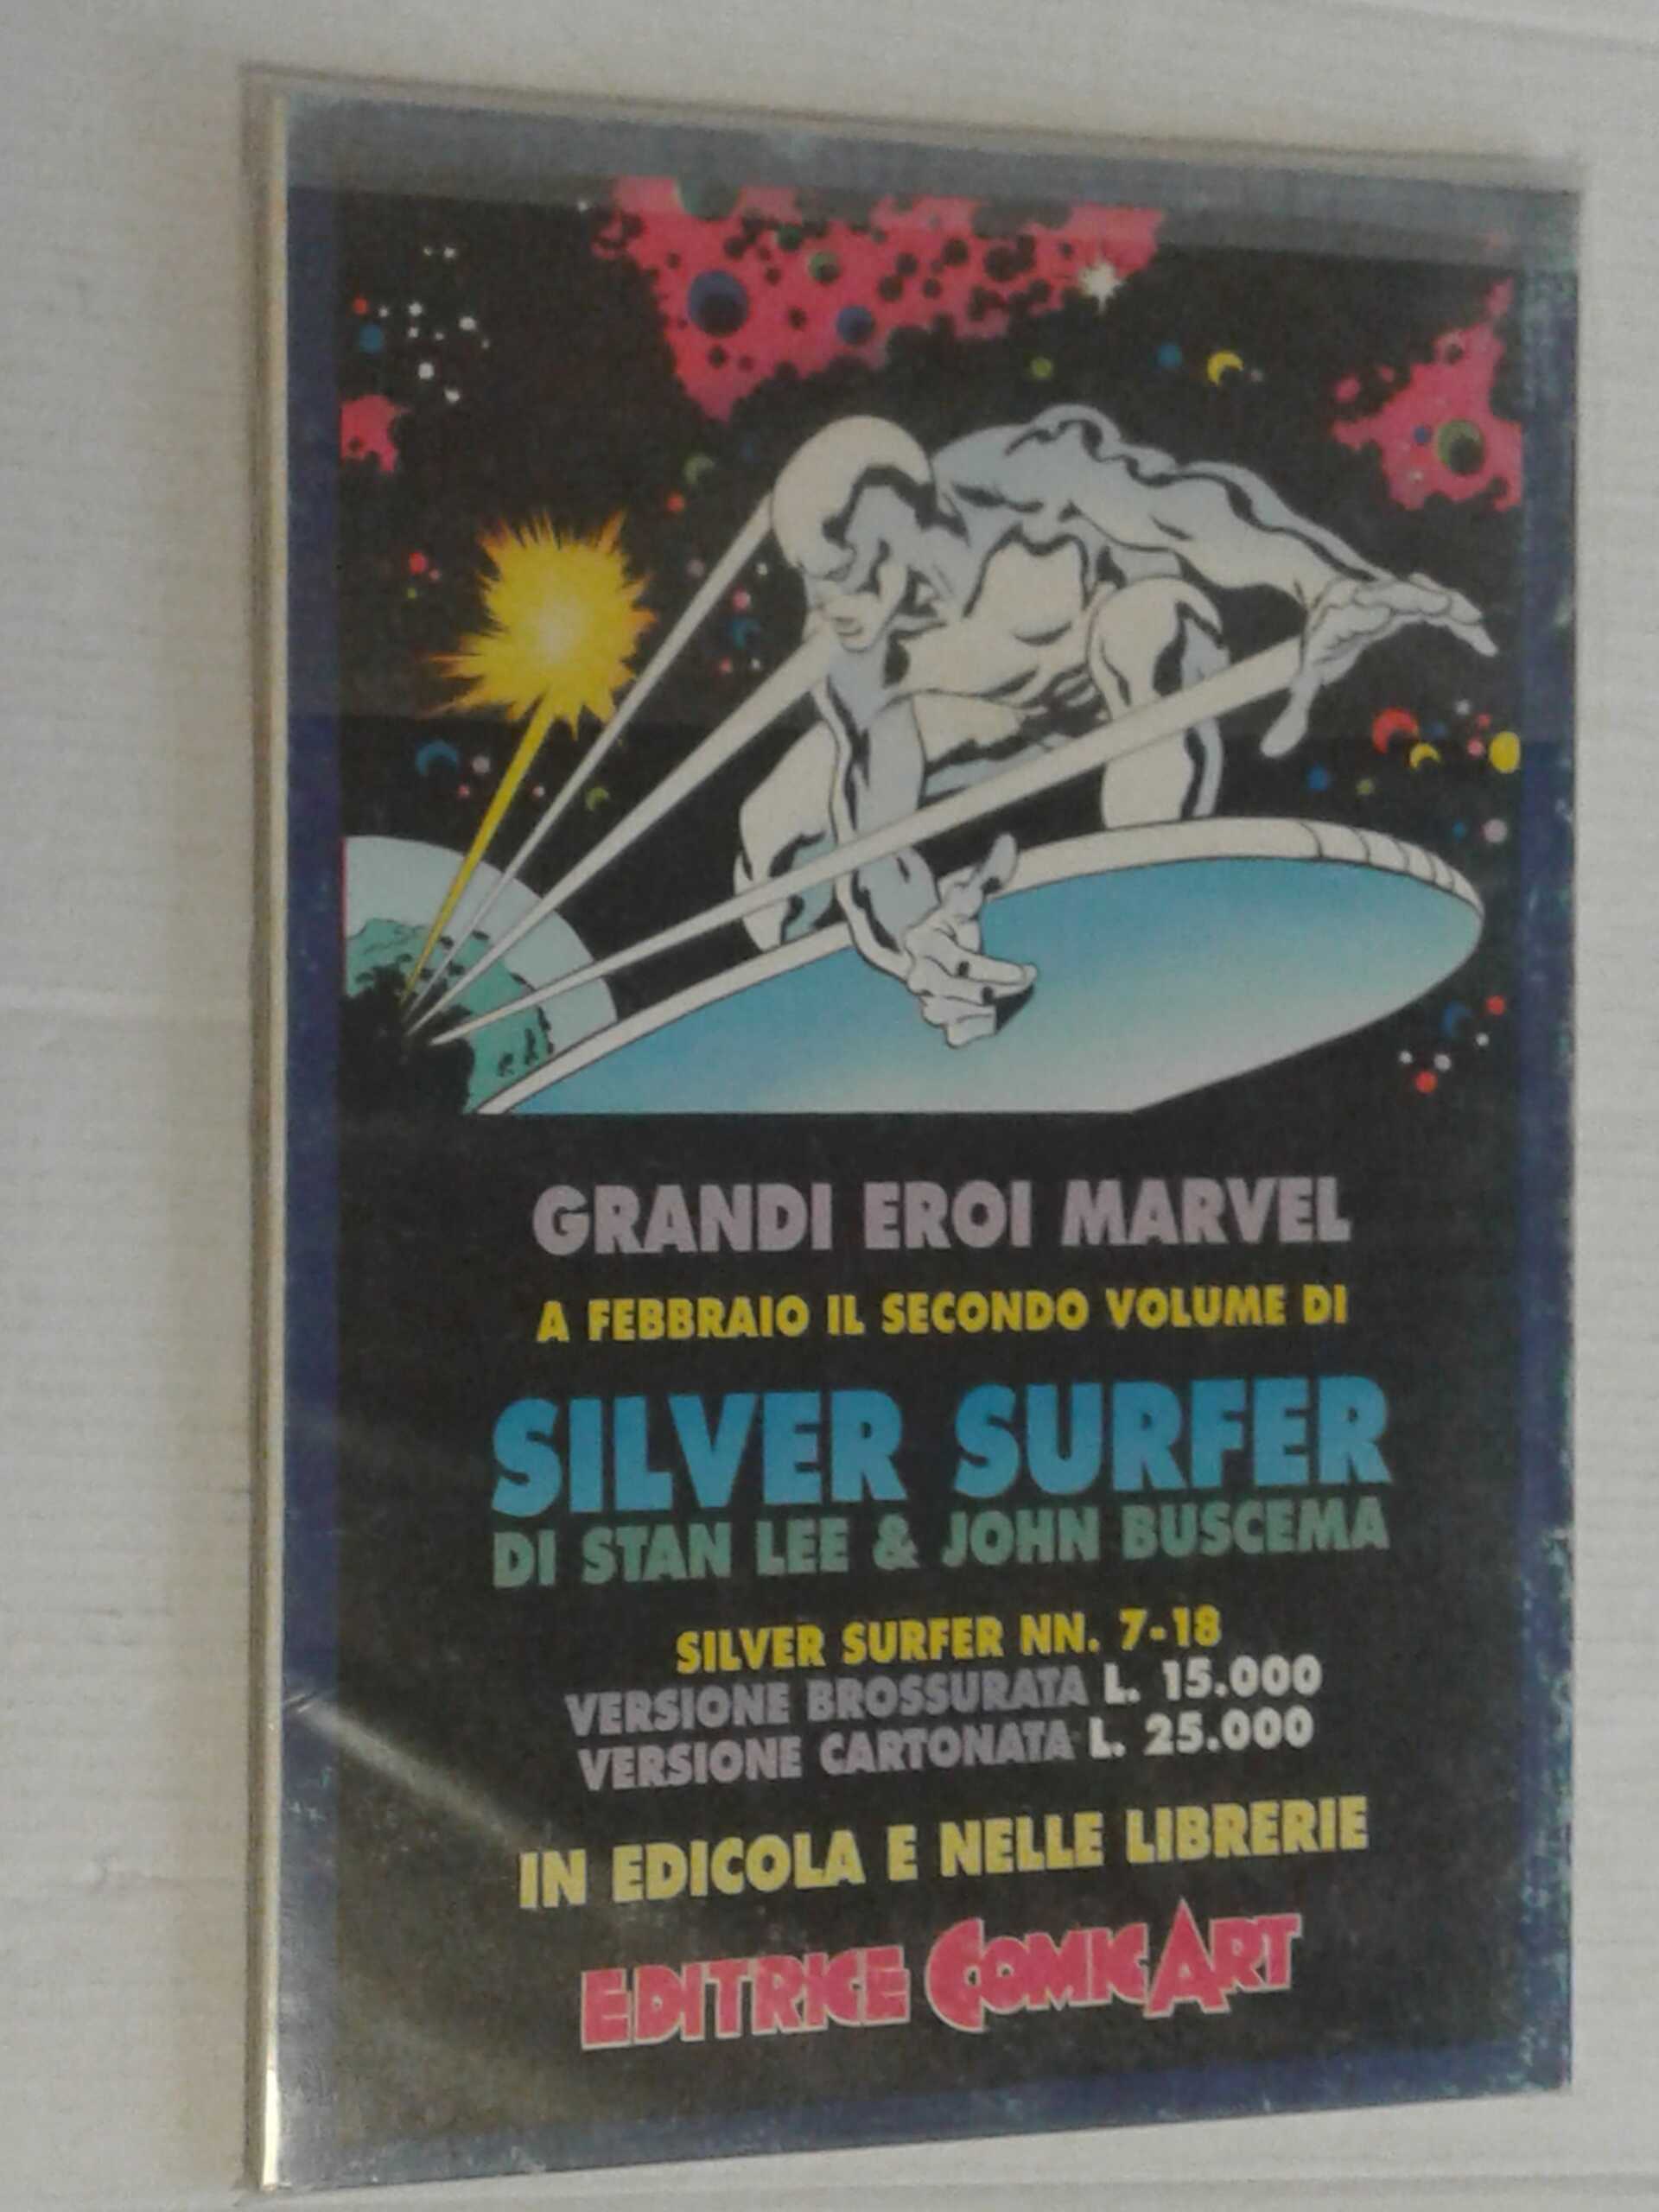 GRANDI EROI MARVEL
A FEBBRAIO IL SECONDO VOLUME DI
SILVER SURFER
DI STAN LEE & JOHN BUSCEMA
SILVER SURFER NN. 7-18
VERSIONE BROSSURATA L. 15.000
VERSIONE CARTONATA L. 25.000
IN EDICOLA E NELLE LIBRERIE
EDITRICE COMIC ART